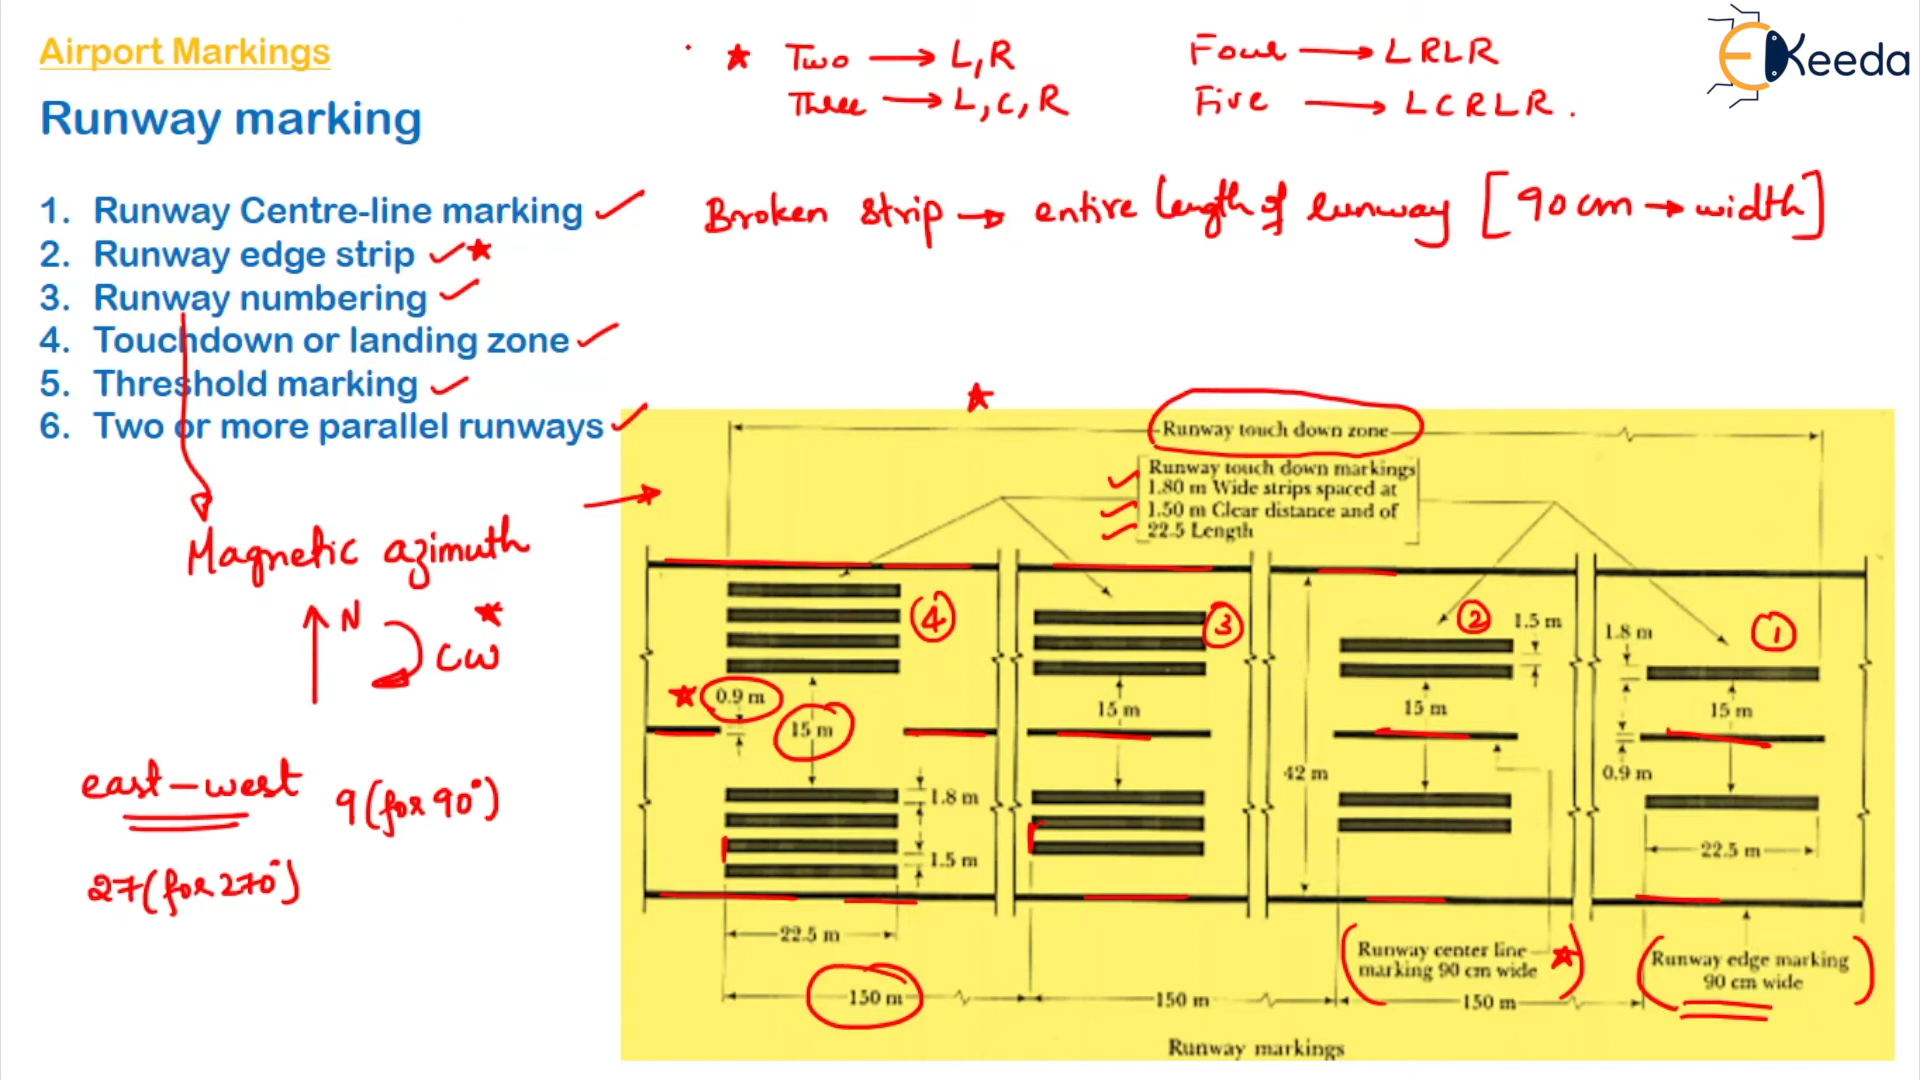 Airport Markings
Runway marking
1. Runway Centre-line marking
2. Runway edge strip
3. Runway numbering
4. Touchdown or landing zone
5. Threshold marking
6. Two or more parallel runways
★ Two → L, R
Three → L, C, R
Four → L R L R
Five → L C R L R .
Keeda
Broken strip → entire length of runway [90 cm → width]
Magnetic azimuth
N
CW
east - west
9 (for 90°)
27 (for 270°)
Runway touch down zone
Runway touch down markings
1.80 m Wide strips spaced at
1.50 m Clear distance and of
22.5 Length
4
3
2
1
1.5 m
1.8 m
0.9 m
15 m
15 m
15 m
15 m
42 m
0.9 m
1.8 m
1.5 m
22.5 m
22.5 m
Runway center line
marking 90 cm wide
Runway edge marking
90 cm wide
150 m
150 m
150 m
Runway markings